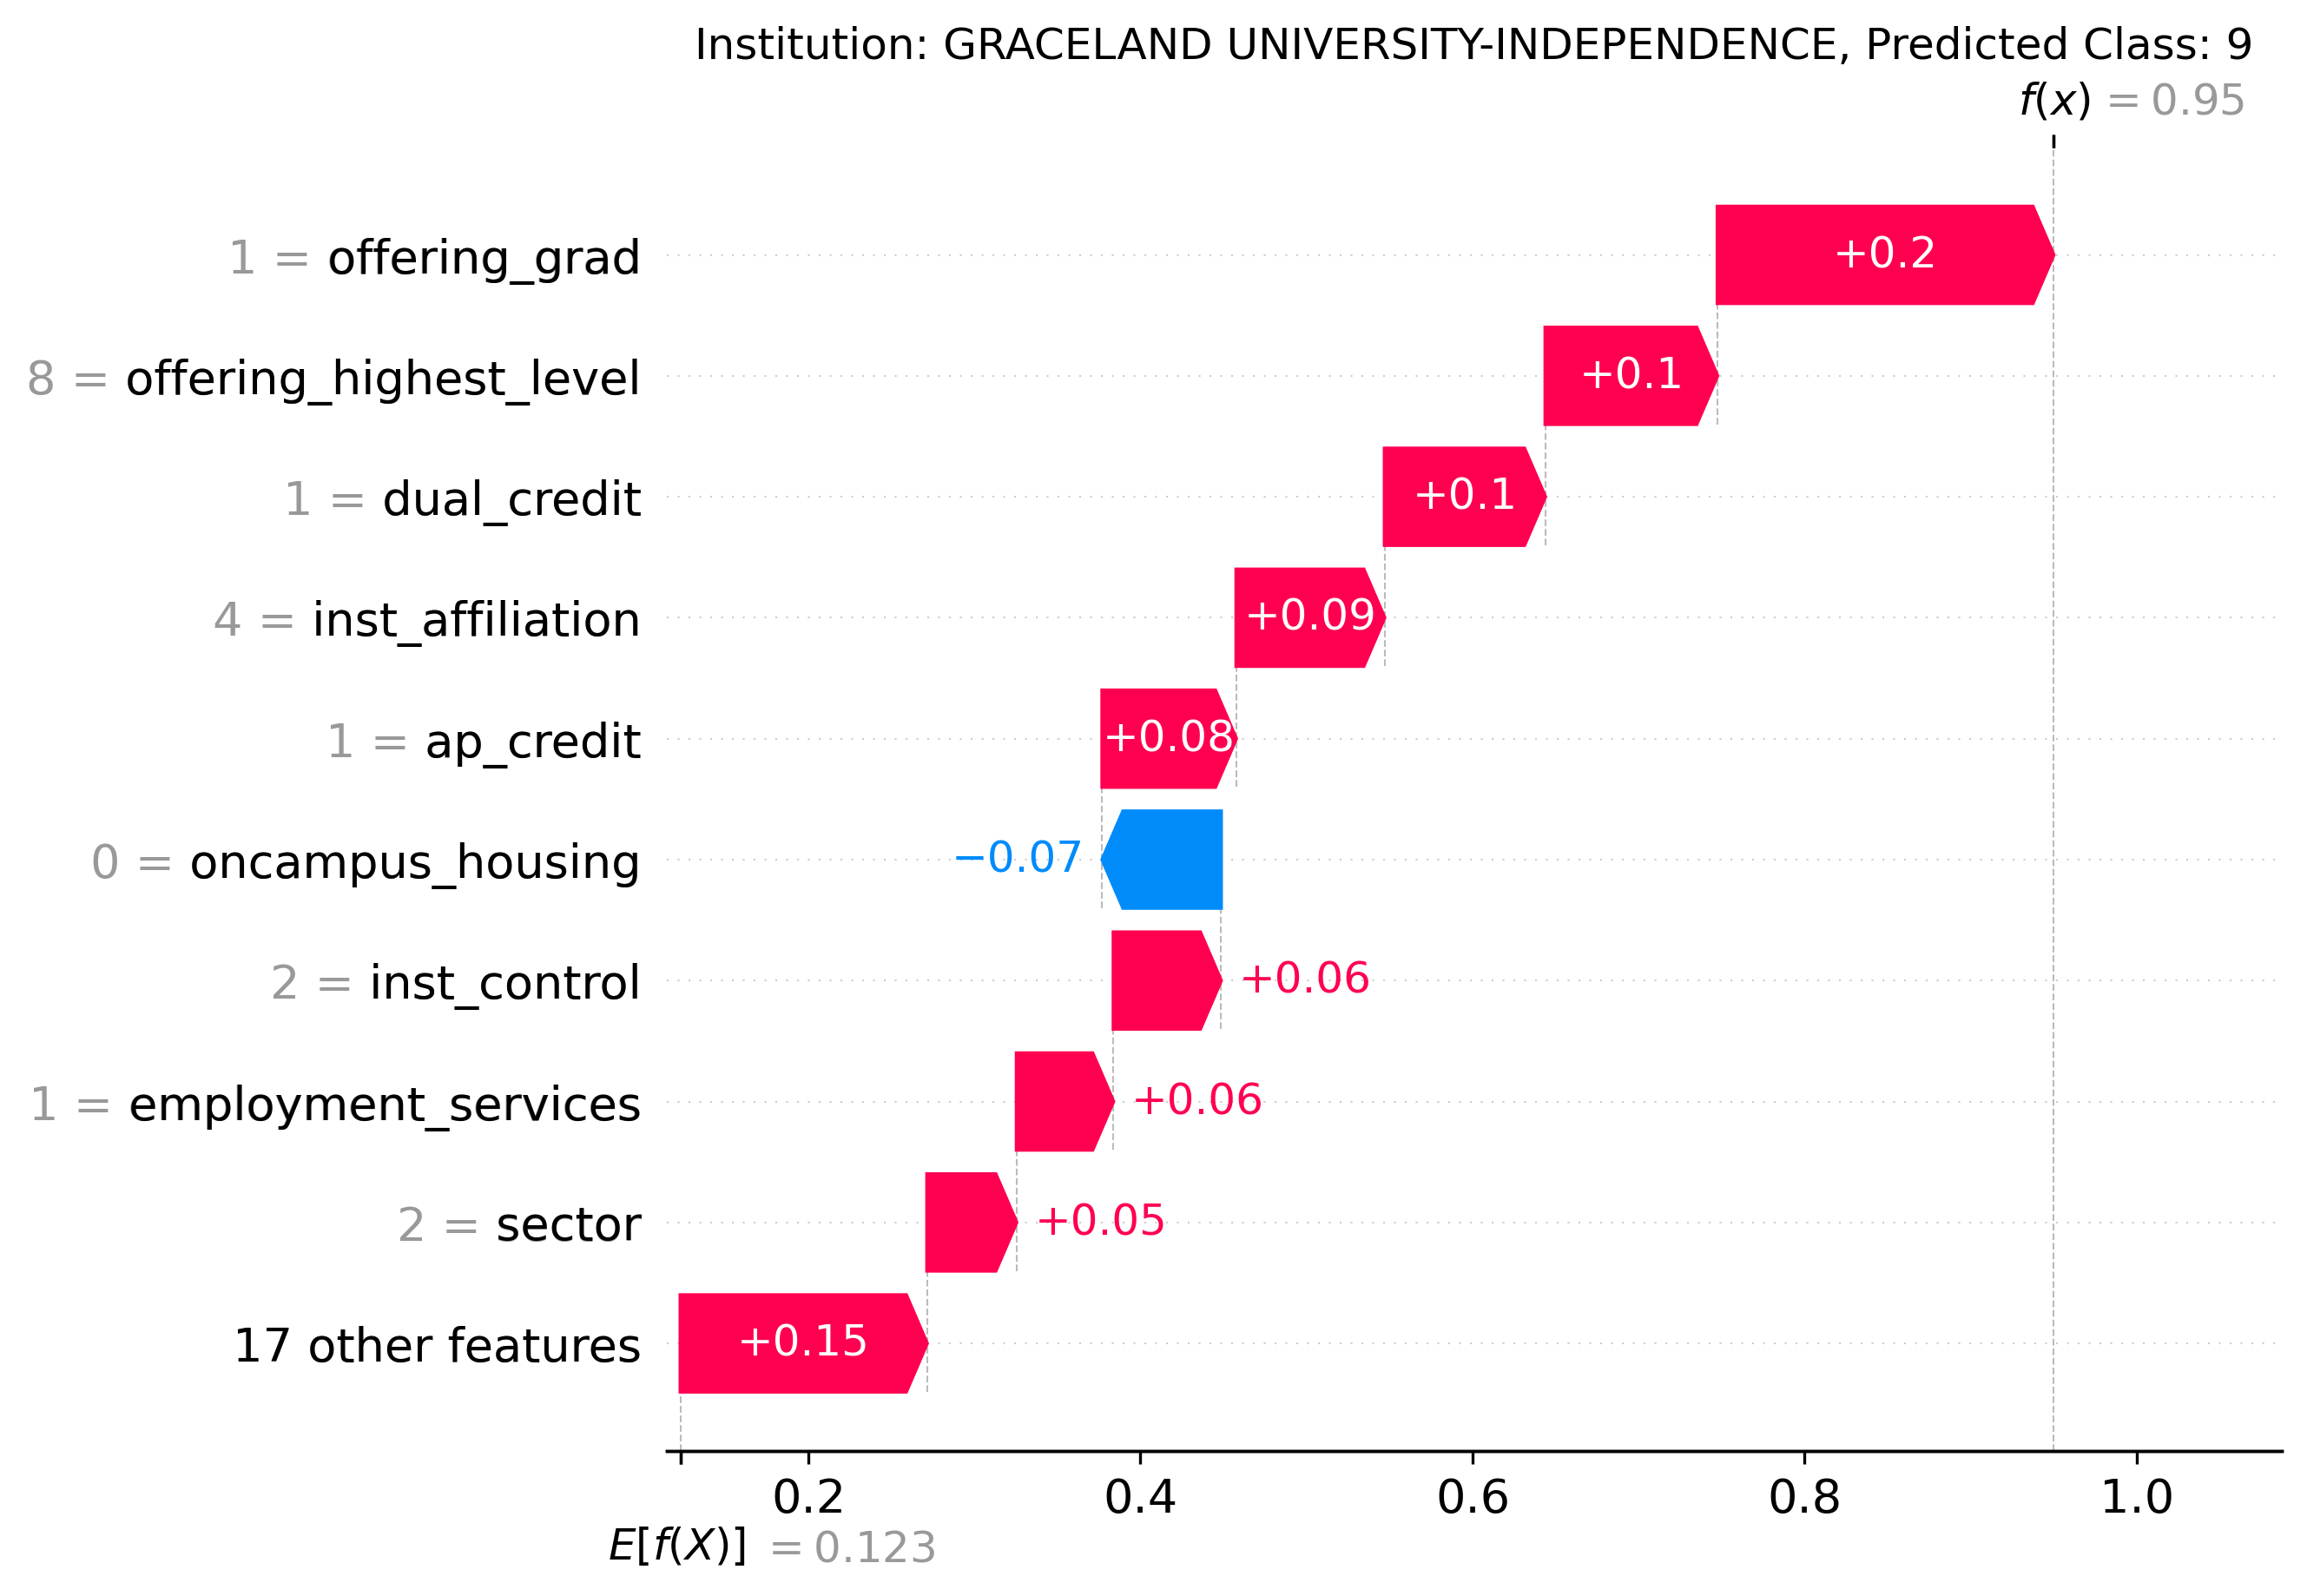 Institution: GRACELAND UNIVERSITY-INDEPENDENCE, Predicted Class: 9
f(x) = 0.95
1 = offering_grad +0.2
8 = offering_highest_level +0.1
1 = dual_credit +0.1
4 = inst_affiliation +0.09
1 = ap_credit +0.08
0 = oncampus_housing −0.07
2 = inst_control +0.06
1 = employment_services +0.06
2 = sector +0.05
17 other features +0.15
0.2 0.4 0.6 0.8 1.0
E[f(X)] = 0.123